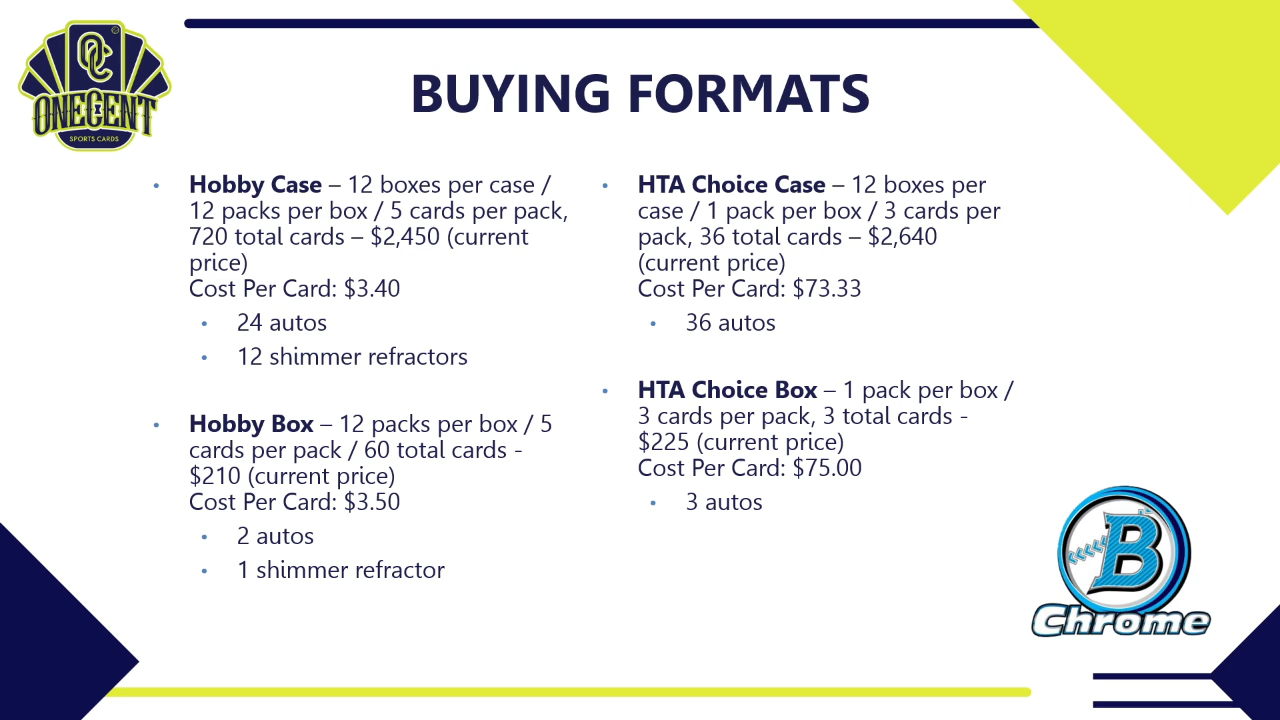 OC
ONECENT
SPORTS CARDS
BUYING FORMATS
• Hobby Case – 12 boxes per case /
12 packs per box / 5 cards per pack,
720 total cards – $2,450 (current
price)
Cost Per Card: $3.40
• 24 autos
• 12 shimmer refractors
• Hobby Box – 12 packs per box / 5
cards per pack / 60 total cards -
$210 (current price)
Cost Per Card: $3.50
• 2 autos
• 1 shimmer refractor
• HTA Choice Case – 12 boxes per
case / 1 pack per box / 3 cards per
pack, 36 total cards – $2,640
(current price)
Cost Per Card: $73.33
• 36 autos
• HTA Choice Box – 1 pack per box /
3 cards per pack, 3 total cards -
$225 (current price)
Cost Per Card: $75.00
• 3 autos
B
Chrome